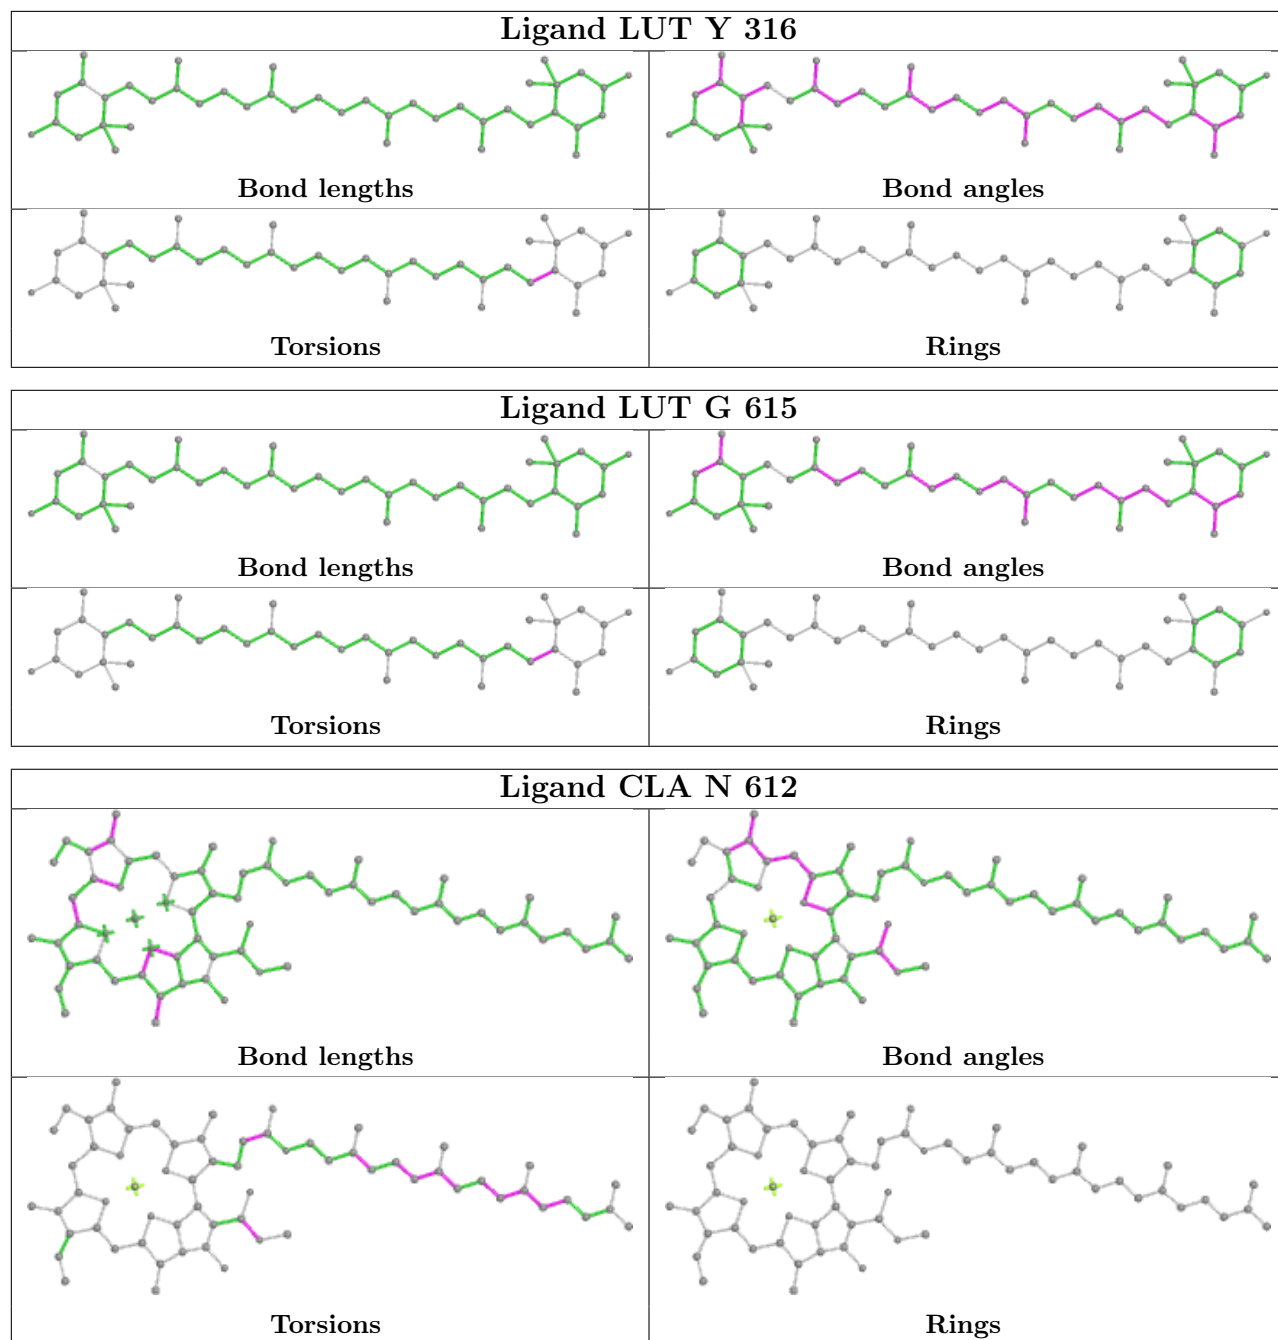 Ligand LUT Y 316
Bond lengths
Bond angles
Torsions
Rings
Ligand LUT G 615
Bond lengths
Bond angles
Torsions
Rings
Ligand CLA N 612
Bond lengths
Bond angles
Torsions
Rings